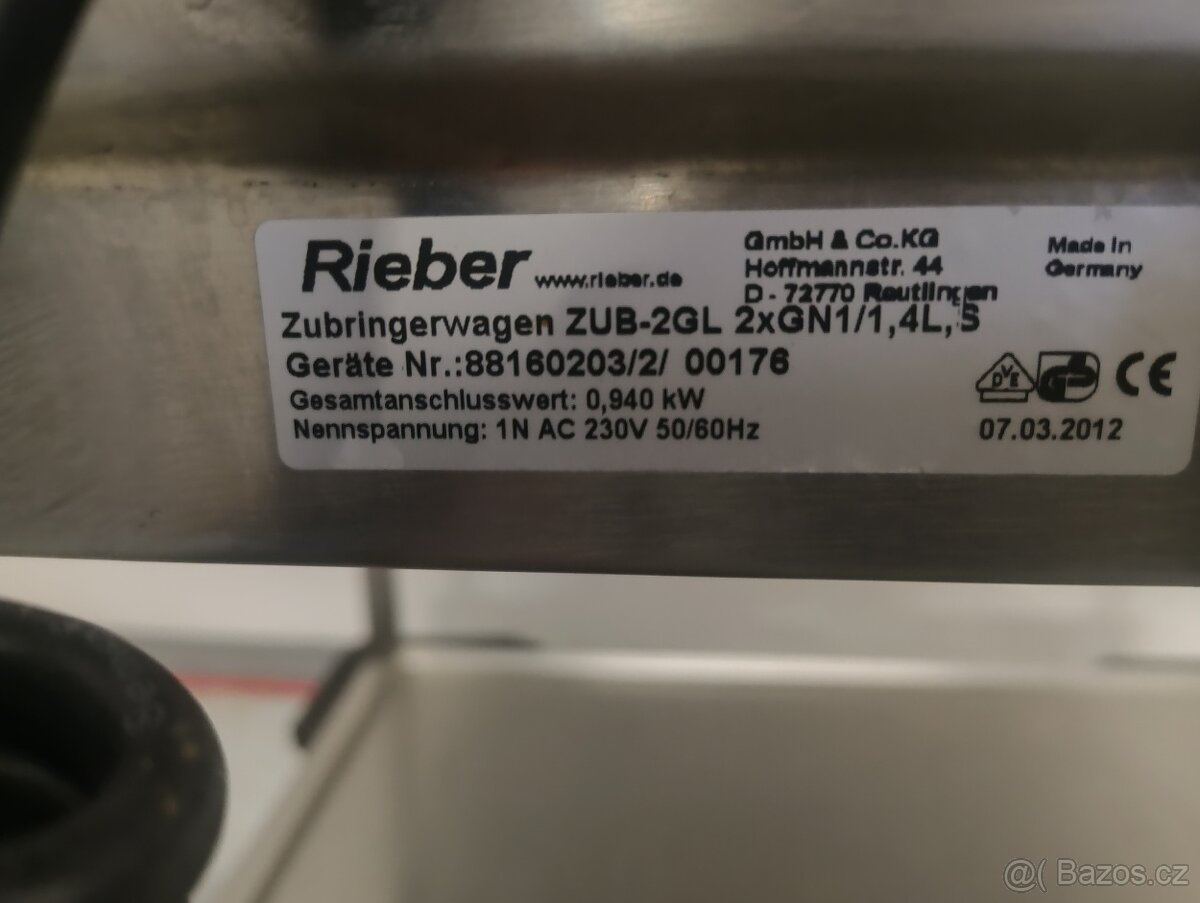 Rieber www.rieber.de
GmbH & Co.KG
Hoffmannstr. 44
D - 72770 Reutlingen
Made in
Germany
Zubringerwagen ZUB-2GL 2xGN1/1,4L,S
Geräte Nr.:88160203/2/ 00176
Gesamtanschlusswert: 0,940 kW
Nennspannung: 1N AC 230V 50/60Hz
DVE GS CE
07.03.2012
@( Bazos.cz